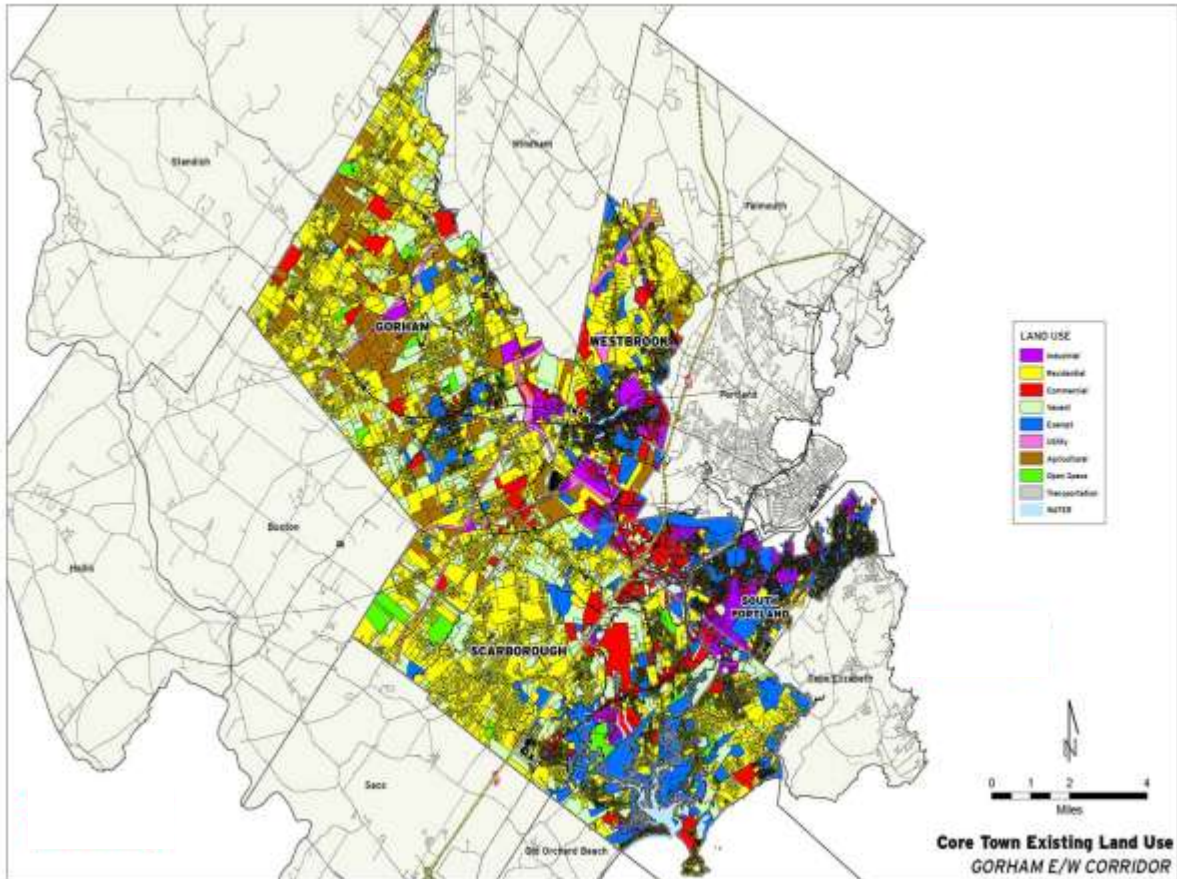 Standish
Windham
Falmouth
GORHAM
WESTBROOK
Portland
LAND USE
Industrial
Residential
Commercial
Vacant
Exempt
Utility
Agricultural
Open Space
Transportation
WATER
Buxton
Hollis
SOUTH
PORTLAND
SCARBOROUGH
Cape Elizabeth
Saco
Old Orchard Beach
N
0 1 2 4
Miles
Core Town Existing Land Use
GORHAM E/W CORRIDOR